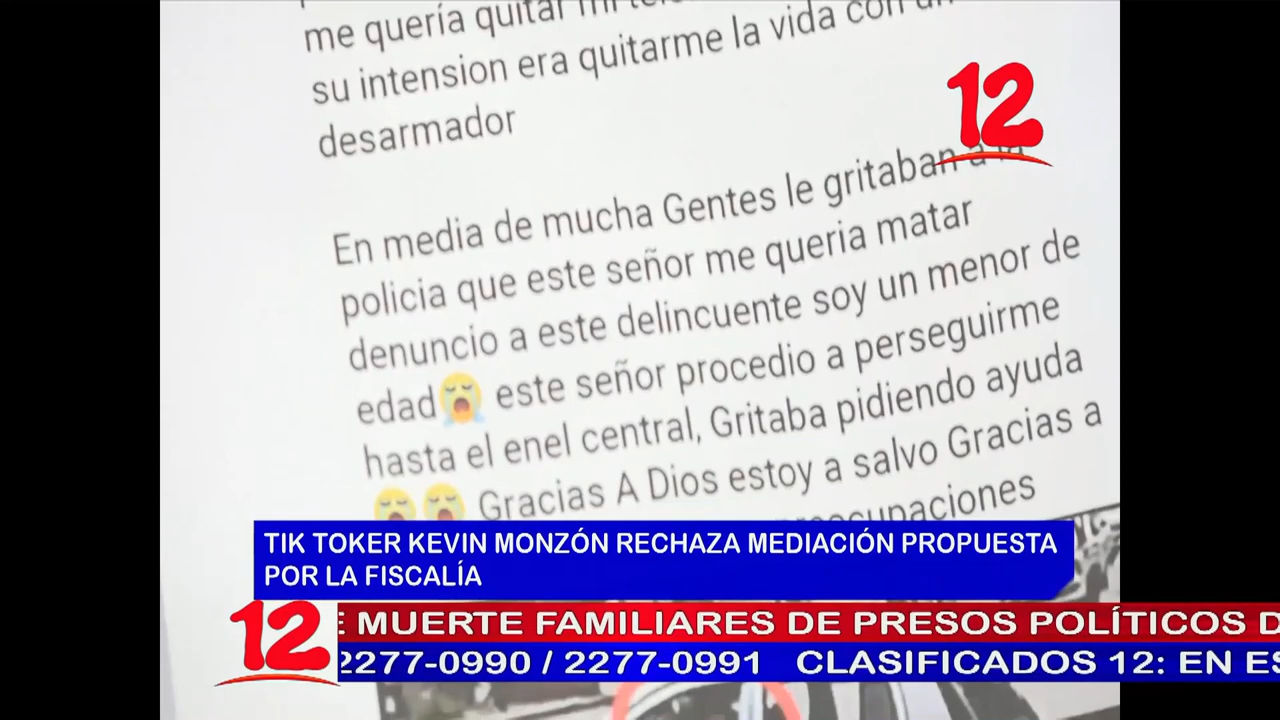 me quería quitar mi
su intension era quitarme la vida con un
desarmador
12
En media de mucha Gentes le gritaban a la
policia que este señor me queria matar
denuncio a este delincuente soy un menor de
edad😭 este señor procedio a perseguirme
hasta el enel central, Gritaba pidiendo ayuda
😭😭 Gracias A Dios estoy a salvo Gracias a
TIK TOKER KEVIN MONZÓN RECHAZA MEDIACIÓN PROPUESTA
POR LA FISCALÍA
12
E MUERTE FAMILIARES DE PRESOS POLÍTICOS D
2277-0990 / 2277-0991 CLASIFICADOS 12: EN ES